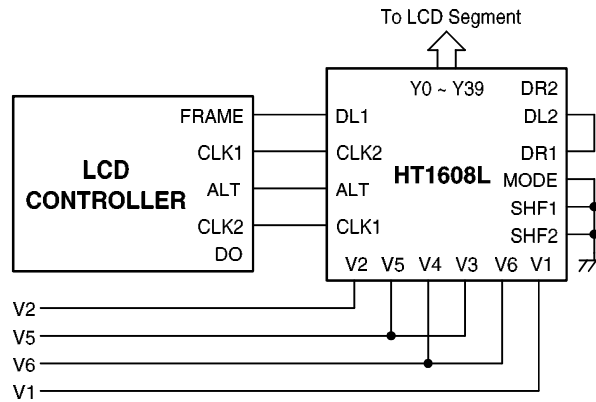 To LCD Segment
Y0 ~ Y39
DR2
FRAME
DL1
DL2
CLK1
CLK2
DR1
LCD
CONTROLLER
ALT
ALT
HT1608L
MODE
SHF1
CLK2
CLK1
SHF2
DO
V2 V5 V4 V3 V6 V1
V2
V5
V6
V1